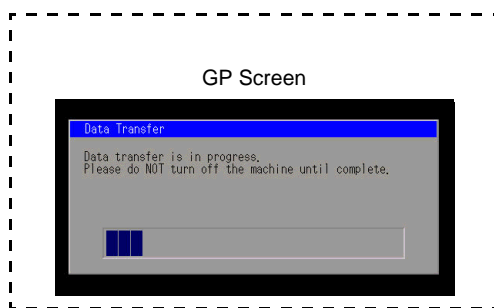 GP Screen
Data Transfer
Data transfer is in progress.
Please do NOT turn off the machine until complete.